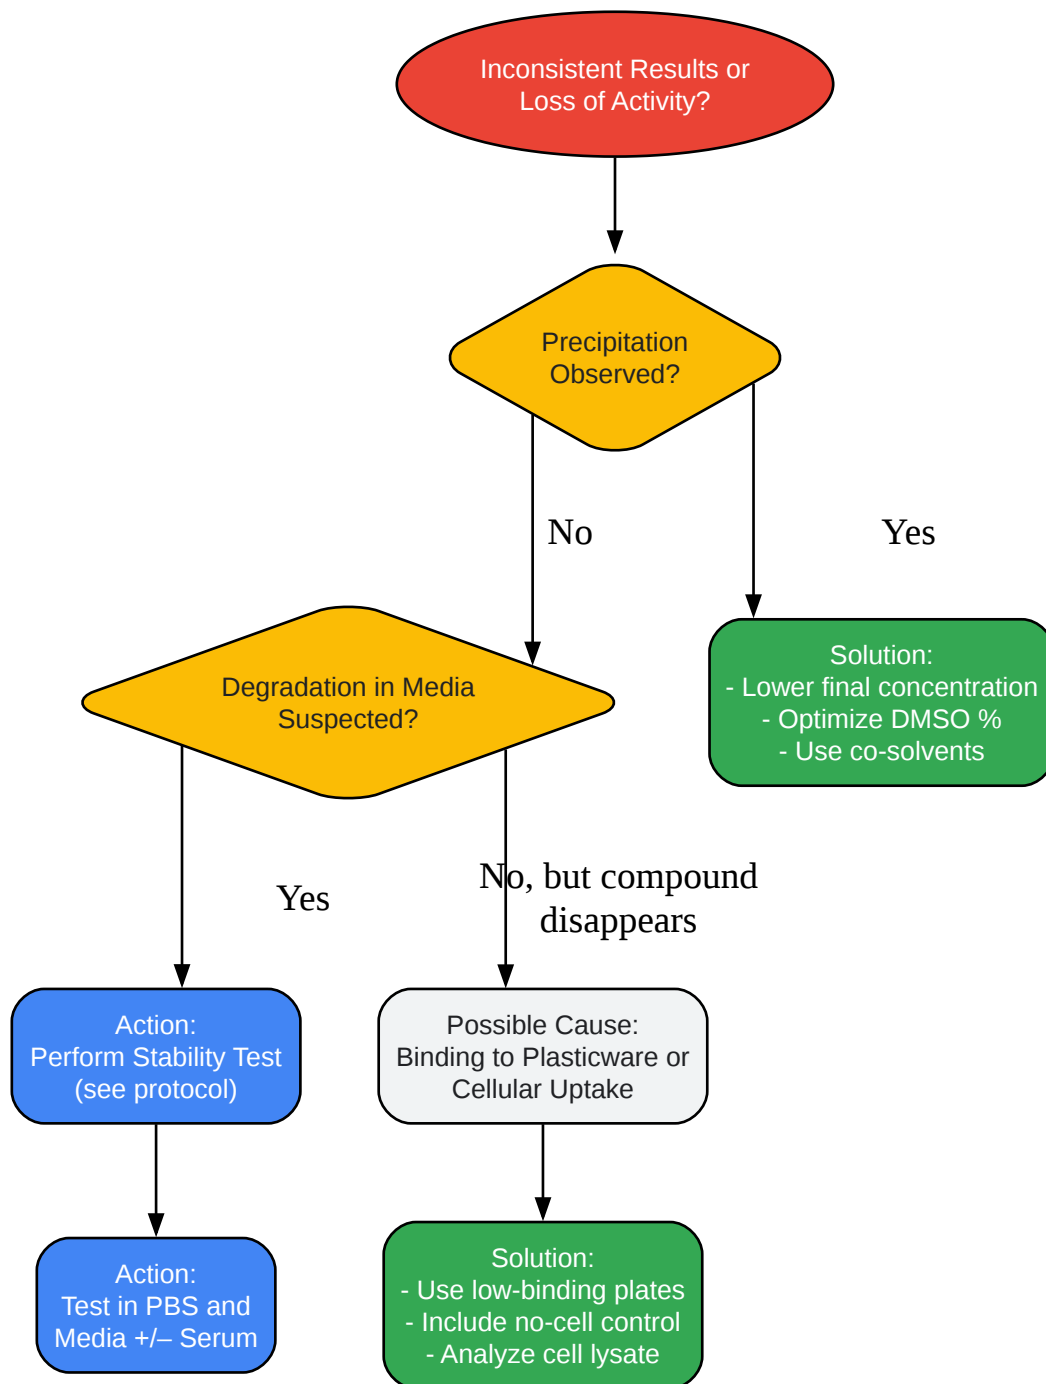 Inconsistent Results or
Loss of Activity?
Precipitation
Observed?
No
Yes
Solution:
- Lower final concentration
- Optimize DMSO %
- Use co-solvents
Degradation in Media
Suspected?
Yes
No, but compound
disappears
Action:
Perform Stability Test
(see protocol)
Possible Cause:
Binding to Plasticware or
Cellular Uptake
Action:
Test in PBS and
Media +/– Serum
Solution:
- Use low-binding plates
- Include no-cell control
- Analyze cell lysate